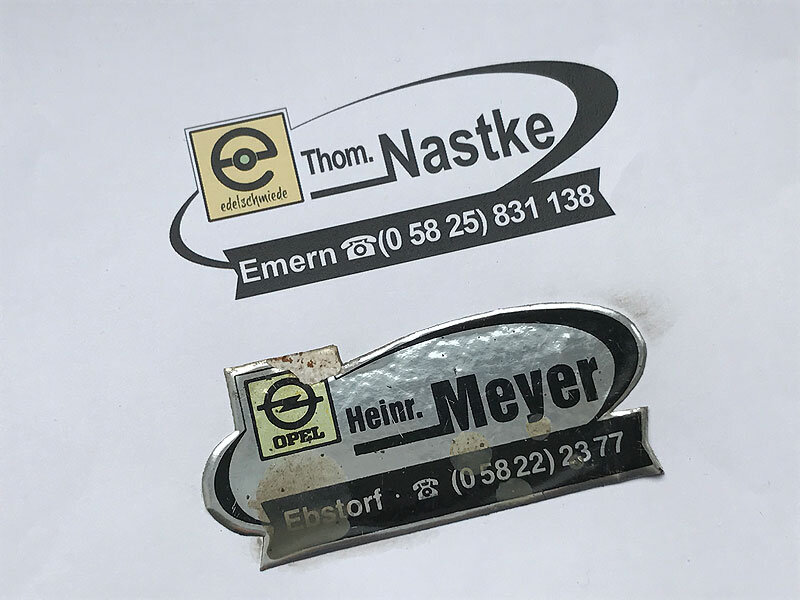 edelschmiede
Thom. Nastke
Emern ☎ (0 58 25) 831 138
OPEL
Heinr. Meyer
Ebstorf · ☎ (0 58 22) 23 77